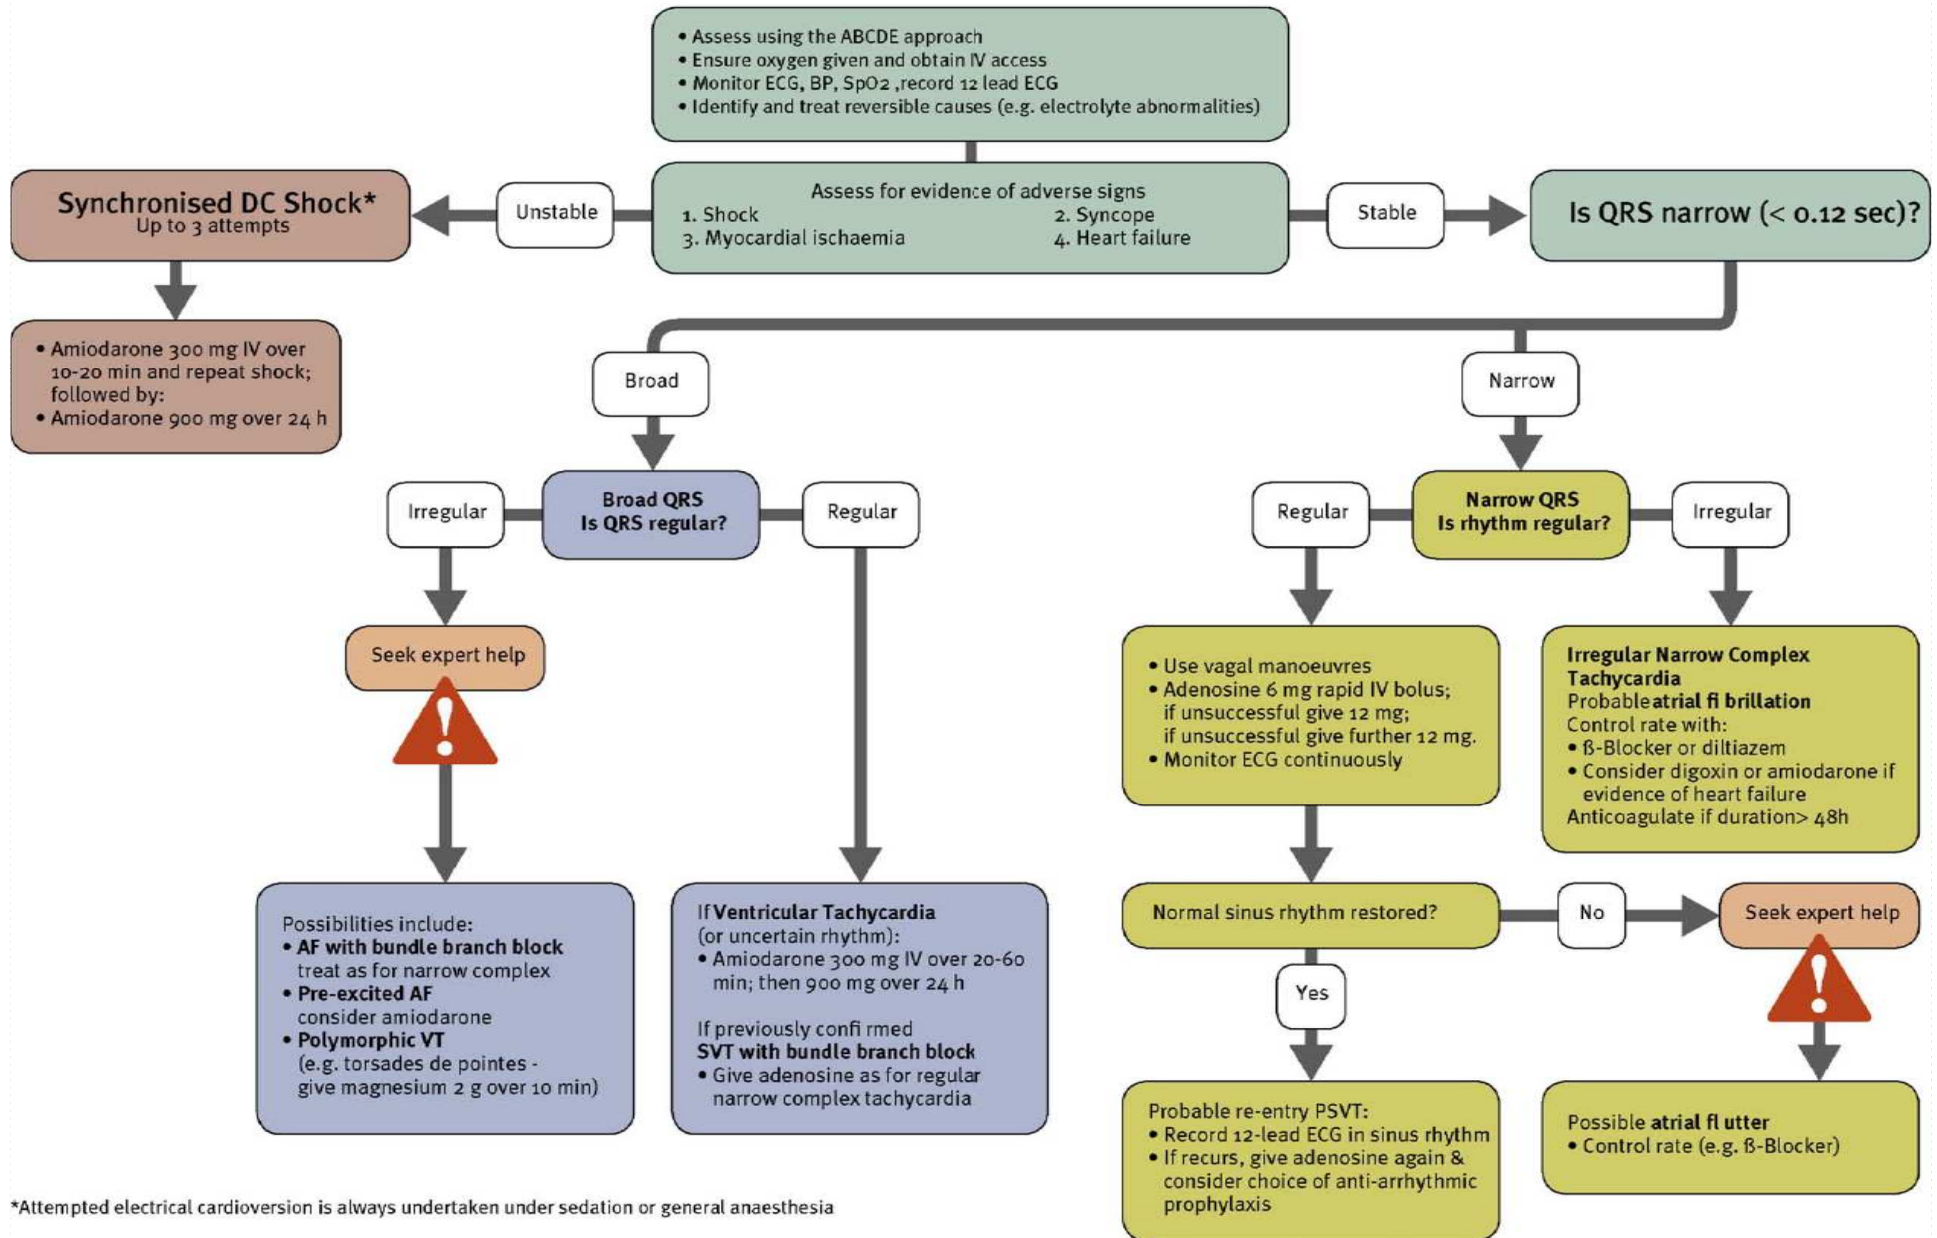 • Assess using the ABCDE approach
• Ensure oxygen given and obtain IV access
• Monitor ECG, BP, SpO2 ,record 12 lead ECG
• Identify and treat reversible causes (e.g. electrolyte abnormalities)
Synchronised DC Shock*
Up to 3 attempts
Unstable
Assess for evidence of adverse signs
1. Shock 2. Syncope
3. Myocardial ischaemia 4. Heart failure
Stable
Is QRS narrow (< 0.12 sec)?
• Amiodarone 300 mg IV over
10-20 min and repeat shock;
followed by:
• Amiodarone 900 mg over 24 h
Broad
Narrow
Irregular
Broad QRS
Is QRS regular?
Regular
Regular
Narrow QRS
Is rhythm regular?
Irregular
Seek expert help
!
• Use vagal manoeuvres
• Adenosine 6 mg rapid IV bolus;
if unsuccessful give 12 mg;
if unsuccessful give further 12 mg.
• Monitor ECG continuously
Irregular Narrow Complex
Tachycardia
Probable atrial fi brillation
Control rate with:
• ß-Blocker or diltiazem
• Consider digoxin or amiodarone if
evidence of heart failure
Anticoagulate if duration> 48h
Possibilities include:
• AF with bundle branch block
treat as for narrow complex
• Pre-excited AF
consider amiodarone
• Polymorphic VT
(e.g. torsades de pointes -
give magnesium 2 g over 10 min)
If Ventricular Tachycardia
(or uncertain rhythm):
• Amiodarone 300 mg IV over 20-60
min; then 900 mg over 24 h
If previously confi rmed
SVT with bundle branch block
• Give adenosine as for regular
narrow complex tachycardia
Normal sinus rhythm restored?
No
Seek expert help
!
Yes
Probable re-entry PSVT:
• Record 12-lead ECG in sinus rhythm
• If recurs, give adenosine again &
consider choice of anti-arrhythmic
prophylaxis
Possible atrial fl utter
• Control rate (e.g. ß-Blocker)
*Attempted electrical cardioversion is always undertaken under sedation or general anaesthesia